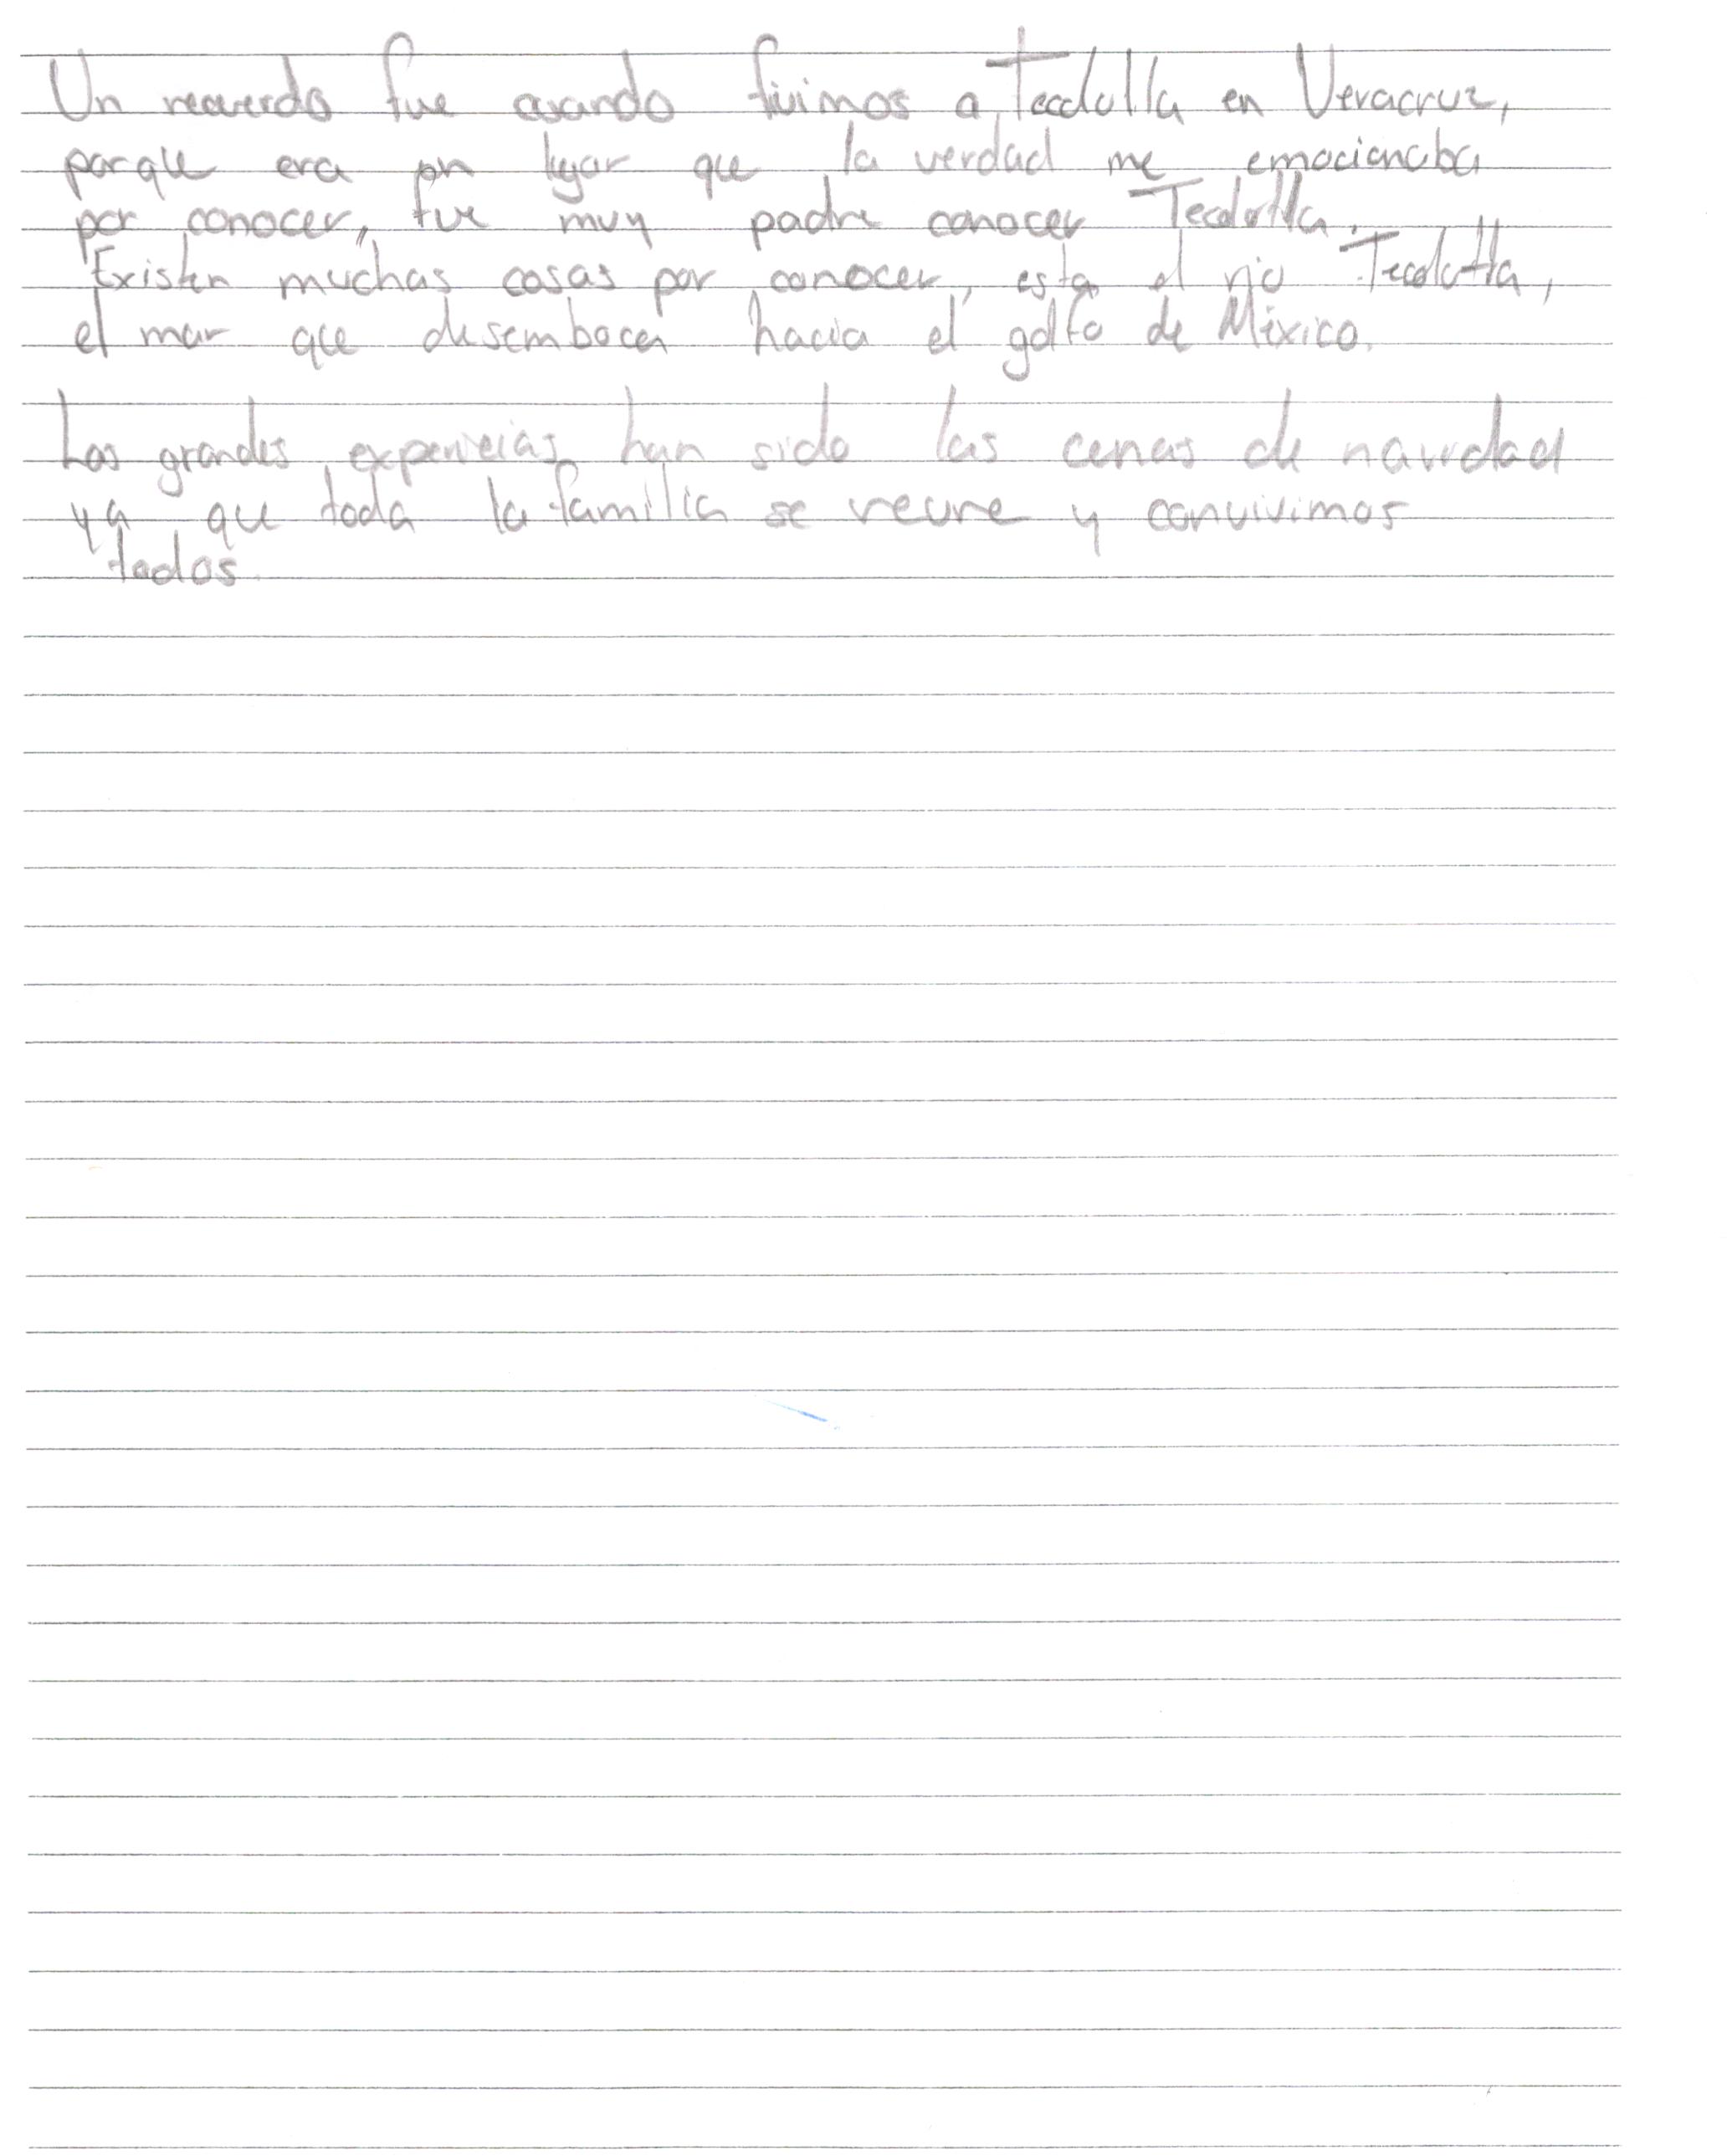 Un recuerdo fue cuando fuimos a Tecolutla en Veracruz,
porque era un lugar que la verdad me emocionaba
por conocer, fue muy padre conocer Tecolutla.
Existen muchas cosas por conocer, esta el rio Tecolutla,
el mar que desemboca hacia el golfo de México.
Las grandes experieias han sido las cenas de navidad
ya que toda la familia se reune y convivimos
todos.